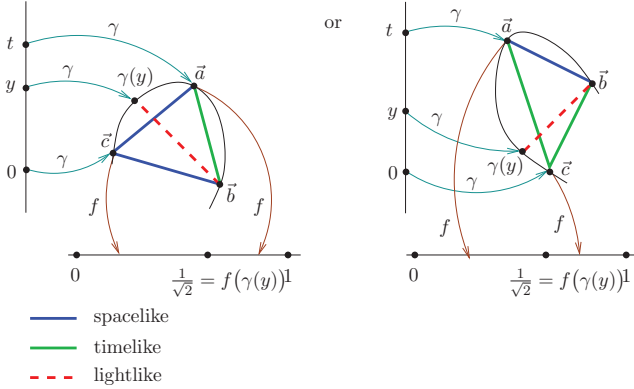 or
t
γ
y
γ
γ(y)
a⃗
c⃗
0
γ
b⃗
f
f
0
1/√2 = f(γ(y))
1
t
γ
a⃗
b⃗
y
γ
γ(y)
0
γ
c⃗
f
f
0
1/√2 = f(γ(y))
1
spacelike
timelike
lightlike